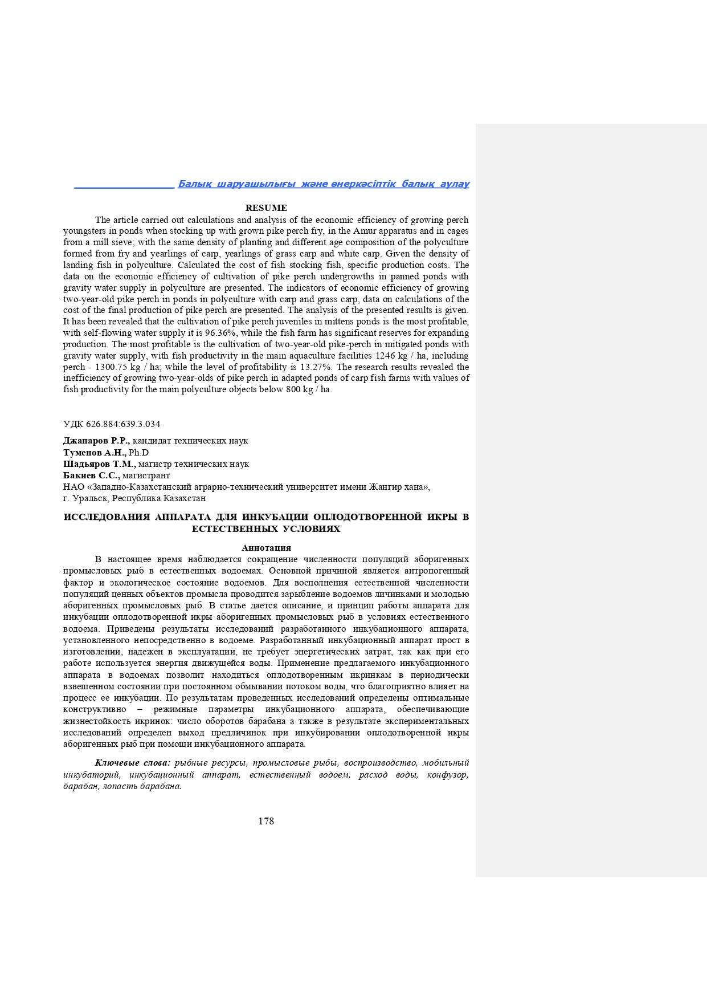 Балық шаруашылығы және өнеркәсіптік балық аулау
RESUME
The article carried out calculations and analysis of the economic efficiency of growing perch
youngsters in ponds when stocking up with grown pike perch fry, in the Amur apparatus and in cages
from a mill sieve; with the same density of planting and different age composition of the polyculture
formed from fry and yearlings of carp, yearlings of grass carp and white carp. Given the density of
landing fish in polyculture. Calculated the cost of fish stocking fish, specific production costs. The
data on the economic efficiency of cultivation of pike perch undergrowths in panned ponds with
gravity water supply in polyculture are presented. The indicators of economic efficiency of growing
two-year-old pike perch in ponds in polyculture with carp and grass carp, data on calculations of the
cost of the final production of pike perch are presented. The analysis of the presented results is given.
It has been revealed that the cultivation of pike perch juveniles in mittens ponds is the most profitable,
with self-flowing water supply it is 96.36%, while the fish farm has significant reserves for expanding
production. The most profitable is the cultivation of two-year-old pike-perch in mitigated ponds with
gravity water supply, with fish productivity in the main aquaculture facilities 1246 kg / ha, including
perch - 1300.75 kg / ha; while the level of profitability is 13.27%. The research results revealed the
inefficiency of growing two-year-olds of pike perch in adapted ponds of carp fish farms with values of
fish productivity for the main polyculture objects below 800 kg / ha.
УДК 626.884:639.3.034
Джапаров Р.Р., кандидат технических наук
Туменов А.Н., Ph.D
Шадьяров Т.М., магистр технических наук
Бакиев С.С., магистрант
НАО «Западно-Казахстанский аграрно-технический университет имени Жангир хана»,
г. Уральск, Республика Казахстан
ИССЛЕДОВАНИЯ АППАРАТА ДЛЯ ИНКУБАЦИИ ОПЛОДОТВОРЕННОЙ ИКРЫ В
ЕСТЕСТВЕННЫХ УСЛОВИЯХ
Аннотация
В настоящее время наблюдается сокращение численности популяций аборигенных
промысловых рыб в естественных водоемах. Основной причиной является антропогенный
фактор и экологическое состояние водоемов. Для восполнения естественной численности
популяций ценных объектов промысла проводится зарыбление водоемов личинками и молодью
аборигенных промысловых рыб. В статье дается описание, и принцип работы аппарата для
инкубации оплодотворенной икры аборигенных промысловых рыб в условиях естественного
водоема. Приведены результаты исследований разработанного инкубационного аппарата,
установленного непосредственно в водоеме. Разработанный инкубационный аппарат прост в
изготовлении, надежен в эксплуатации, не требует энергетических затрат, так как при его
работе используется энергия движущейся воды. Применение предлагаемого инкубационного
аппарата в водоемах позволит находиться оплодотворенным икринкам в периодически
взвешенном состоянии при постоянном обмывании потоком воды, что благоприятно влияет на
процесс ее инкубации. По результатам проведенных исследований определены оптимальные
конструктивно – режимные параметры инкубационного аппарата, обеспечивающие
жизнестойкость икринок: число оборотов барабана а также в результате экспериментальных
исследований определен выход предличинок при инкубировании оплодотворенной икры
аборигенных рыб при помощи инкубационного аппарата.
Ключевые слова: рыбные ресурсы, промысловые рыбы, воспроизводство, мобильный
инкубаторий, инкубационный аппарат, естественный водоем, расход воды, конфузор,
барабан, лопасть барабана.
178